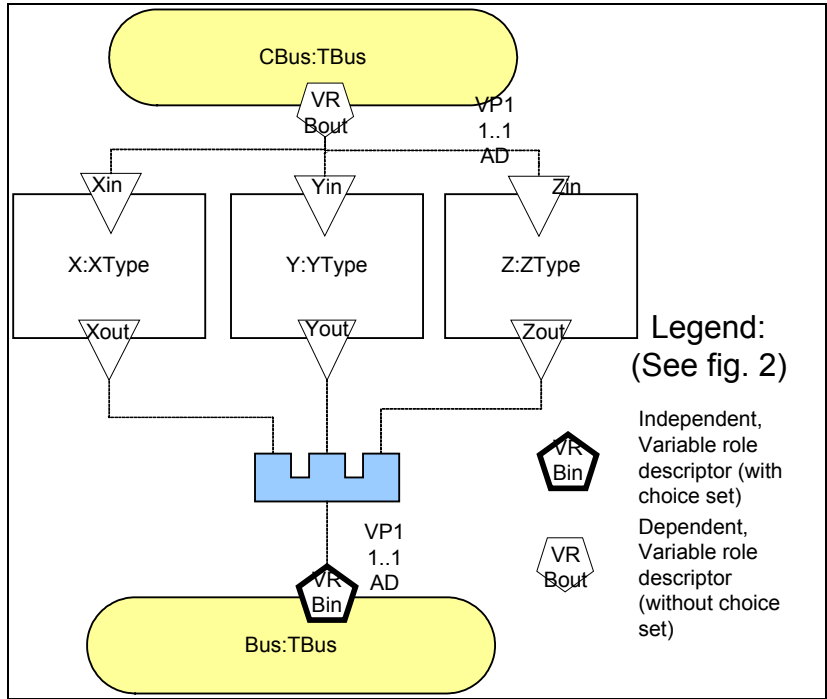 CBus:TBus
VR
Bout
VP1
1..1
AD
Xin
Yin
Zin
X:XType
Y:YType
Z:ZType
Xout
Yout
Zout
Legend:
(See fig. 2)
VR
Bin
Independent,
Variable role
descriptor (with
choice set)
VR
Bout
Dependent,
Variable role
descriptor
(without choice
set)
VP1
1..1
AD
VR
Bin
Bus:TBus